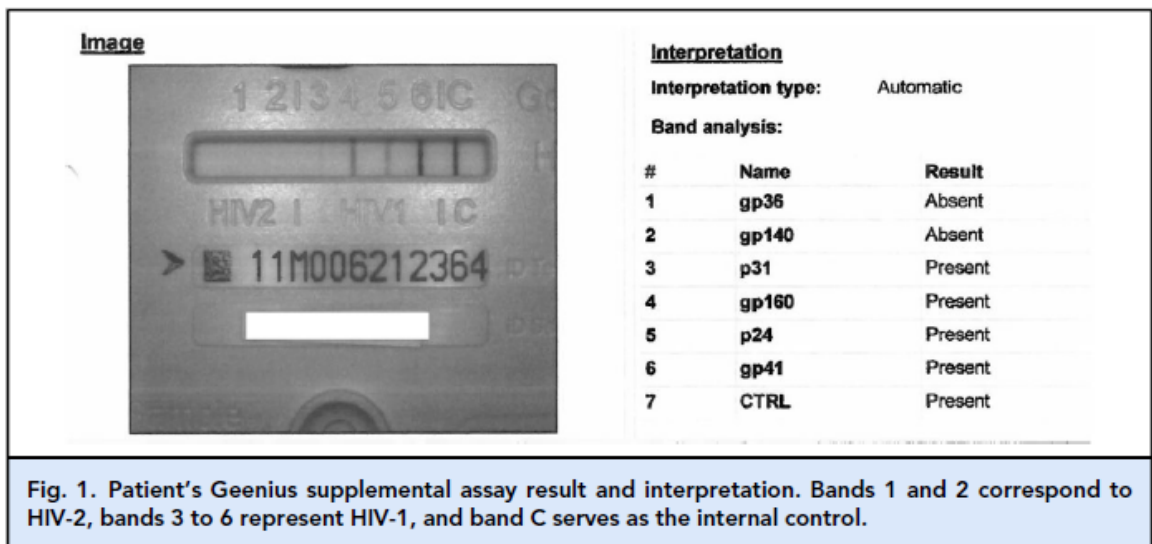 Image
1 2 I 3 4 5 6 I C
HIV2 I HIV1 I C
> 11M006212364
Interpretation
Interpretation type: Automatic
Band analysis:
# Name Result
1 gp36 Absent
2 gp140 Absent
3 p31 Present
4 gp160 Present
5 p24 Present
6 gp41 Present
7 CTRL Present
Fig. 1. Patient's Geenius supplemental assay result and interpretation. Bands 1 and 2 correspond to
HIV-2, bands 3 to 6 represent HIV-1, and band C serves as the internal control.